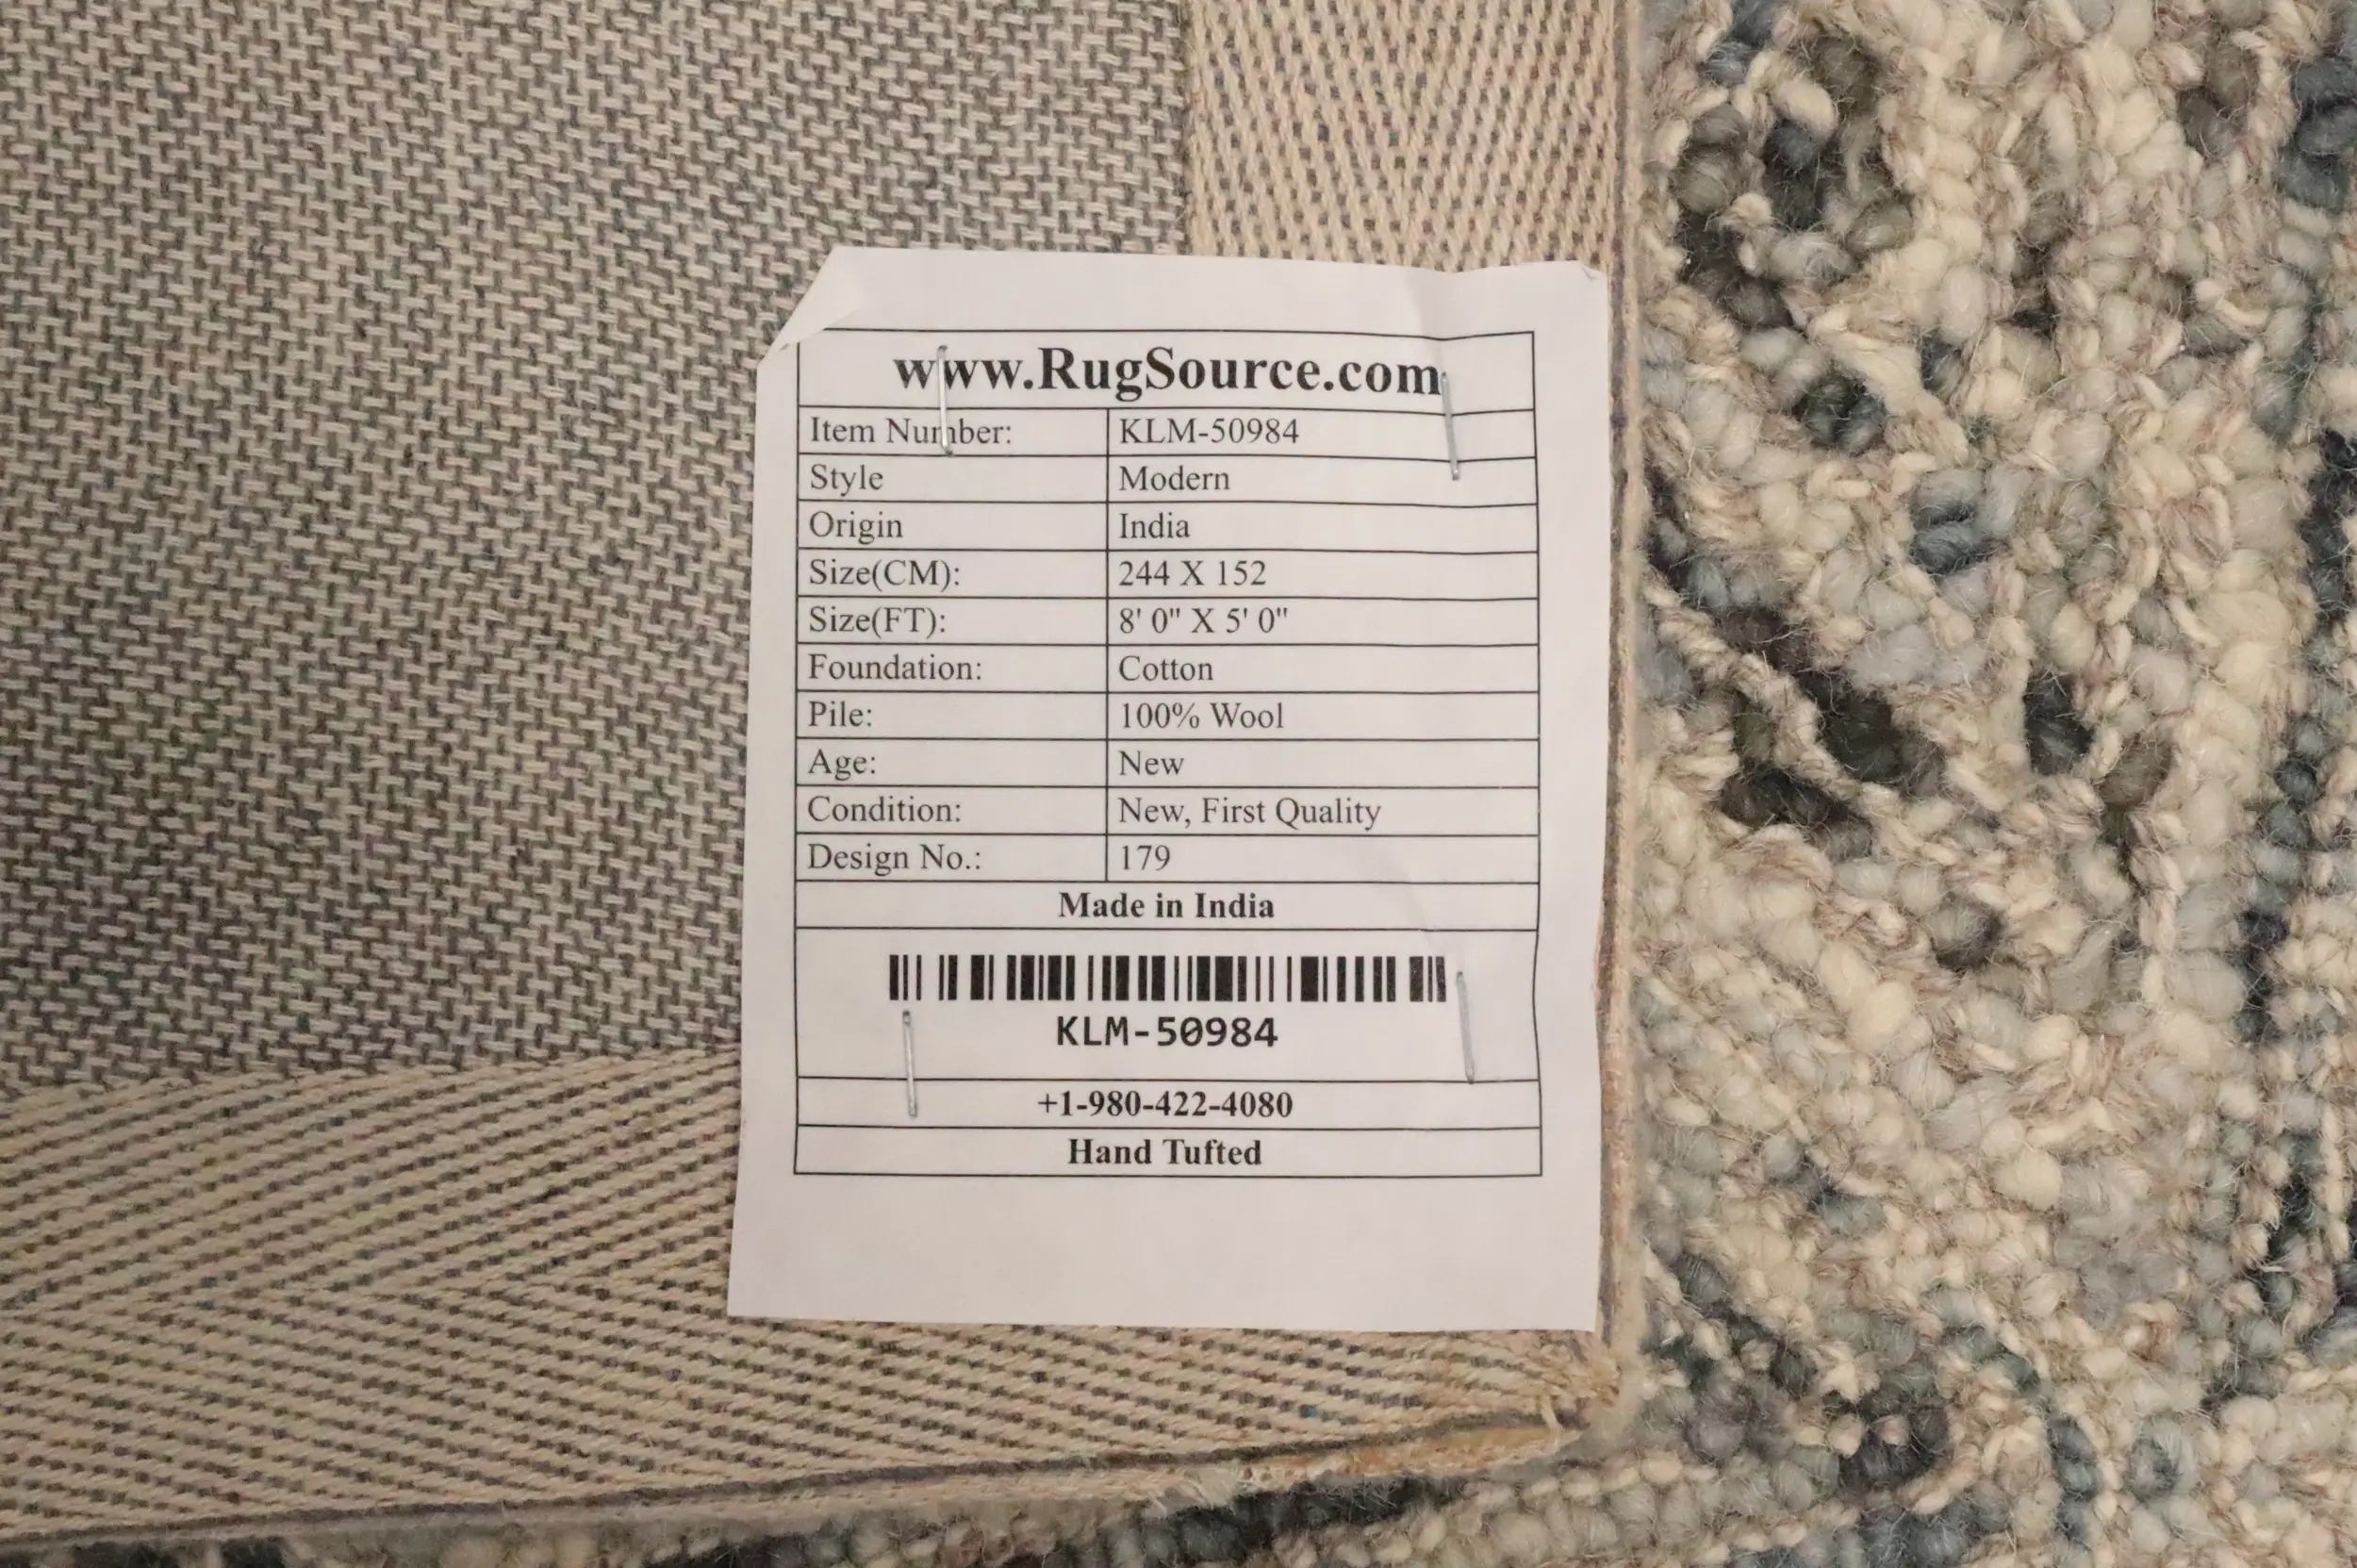 www.RugSource.com
Item Number: KLM-50984
Style Modern
Origin India
Size(CM): 244 X 152
Size(FT): 8' 0" X 5' 0"
Foundation: Cotton
Pile: 100% Wool
Age: New
Condition: New, First Quality
Design No.: 179
Made in India
KLM-50984
+1-980-422-4080
Hand Tufted